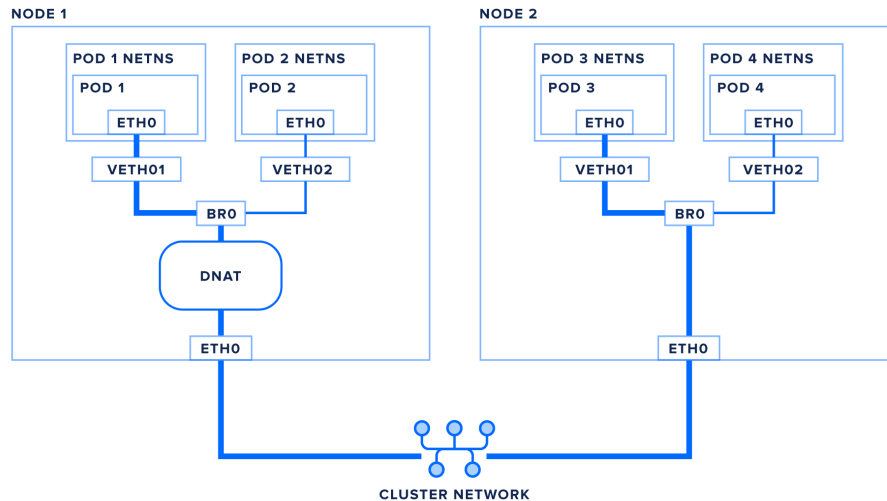 NODE 1
NODE 2
POD 1 NETNS
POD 2 NETNS
POD 3 NETNS
POD 4 NETNS
POD 1
POD 2
POD 3
POD 4
ETH0
ETH0
ETH0
ETH0
VETH01
VETH02
VETH01
VETH02
BR0
BR0
DNAT
ETH0
ETH0
CLUSTER NETWORK